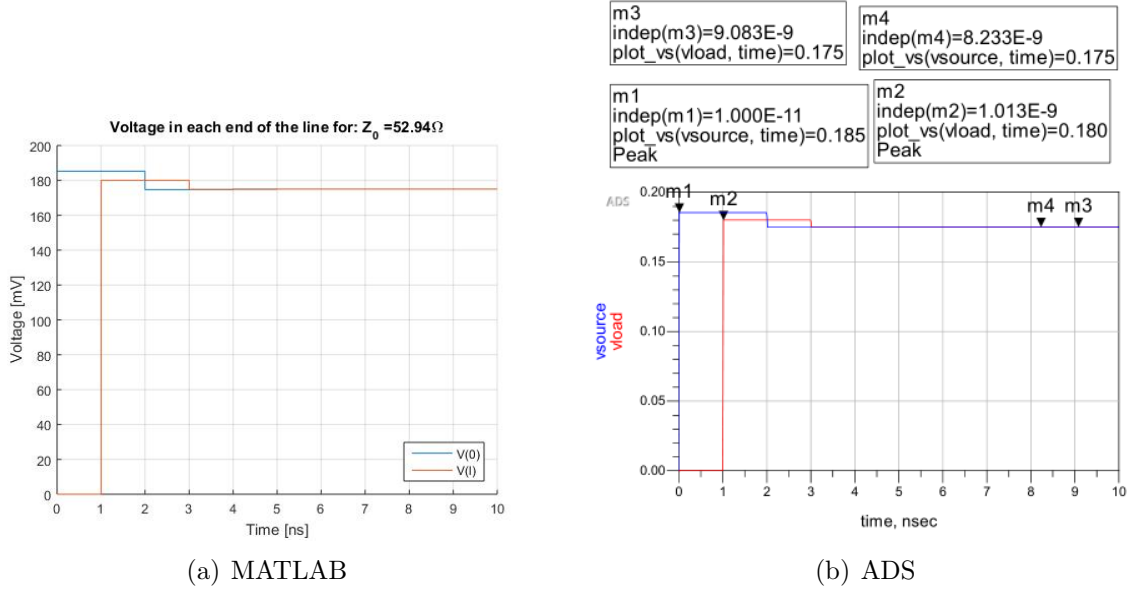 Voltage in each end of the line for: Z0 =52.94Ω
200
180
160
140
120
100
80
60
40
20
0
Voltage [mV]
0 1 2 3 4 5 6 7 8 9 10
Time [ns]
V(0)
V(l)
(a) MATLAB
m3
indep(m3)=9.083E-9
plot_vs(vload, time)=0.175
m4
indep(m4)=8.233E-9
plot_vs(vsource, time)=0.175
m1
indep(m1)=1.000E-11
plot_vs(vsource, time)=0.185
Peak
m2
indep(m2)=1.013E-9
plot_vs(vload, time)=0.180
Peak
ADS
0.20
0.15
0.10
0.05
0.00
vsource
vload
m1
m2
m4
m3
0 1 2 3 4 5 6 7 8 9 10
time, nsec
(b) ADS